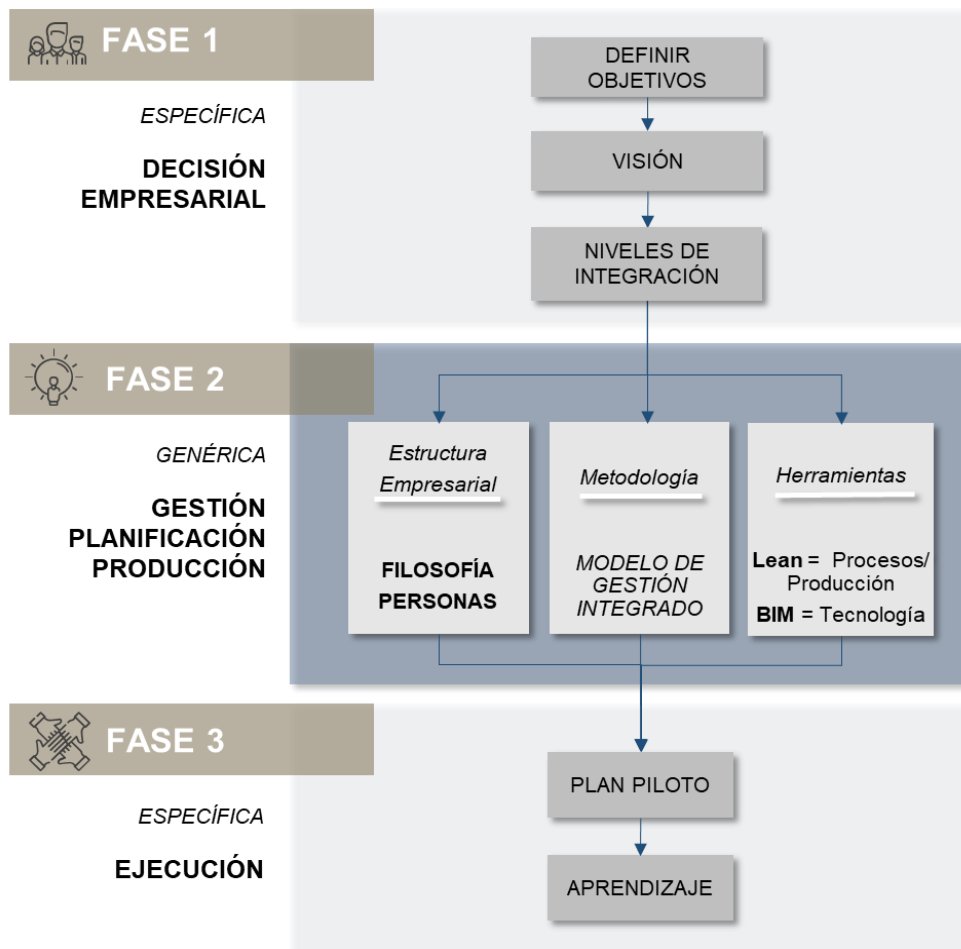 FASE 1
ESPECÍFICA
DECISIÓN
EMPRESARIAL
DEFINIR
OBJETIVOS
VISIÓN
NIVELES DE
INTEGRACIÓN
FASE 2
GENÉRICA
GESTIÓN
PLANIFICACIÓN
PRODUCCIÓN
Estructura
Empresarial
FILOSOFÍA
PERSONAS
Metodología
MODELO DE
GESTIÓN
INTEGRADO
Herramientas
Lean = Procesos/
Producción
BIM = Tecnología
FASE 3
ESPECÍFICA
EJECUCIÓN
PLAN PILOTO
APRENDIZAJE